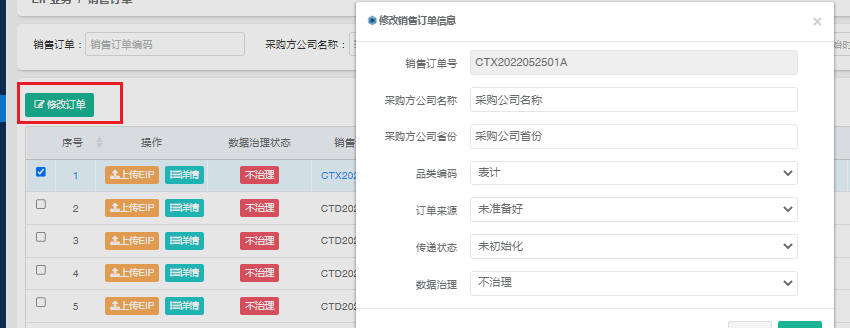 EIP业务 / 销售订单
修改销售订单信息 ×
销售订单： 销售订单编码 采购方公司名称：
销售订单号 CTX2022052501A
修改订单
采购方公司名称 采购公司名称
采购方公司省份 采购公司省份
序号 操作 数据治理状态 销售
品类编码 表计
1 上传EIP 详情 不治理 CTX202
订单来源 未准备好
2 上传EIP 详情 不治理 CTD202
传递状态 未初始化
3 上传EIP 详情 不治理 CTD202
4 上传EIP 详情 不治理 CTD202
数据治理 不治理
5 上传EIP 详情 不治理 CTD202